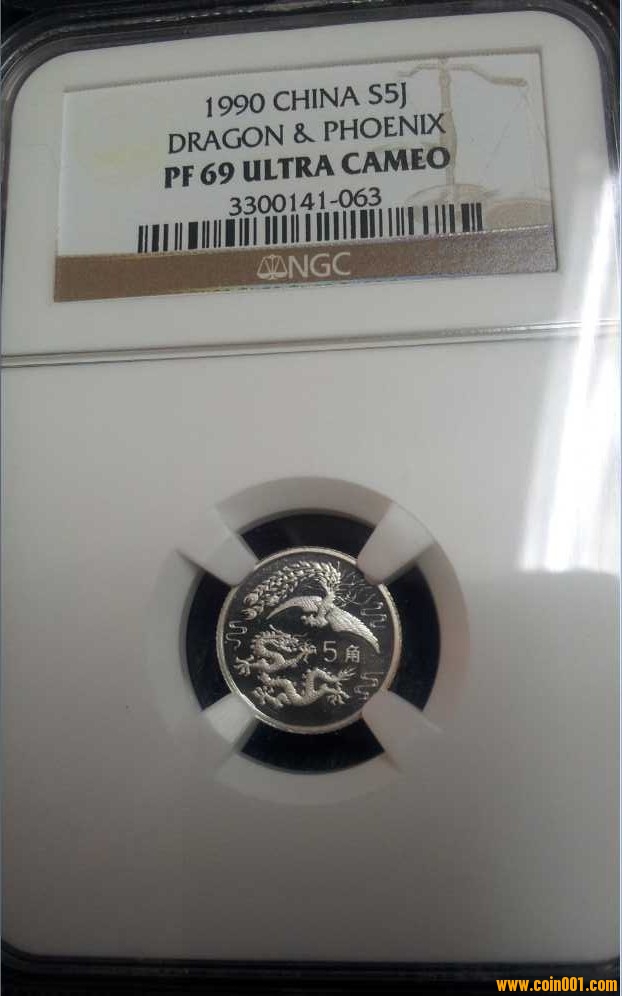 1990 CHINA S5J
DRAGON & PHOENIX
PF 69 ULTRA CAMEO
3300141-063
NGC
5角
www.coin001.com